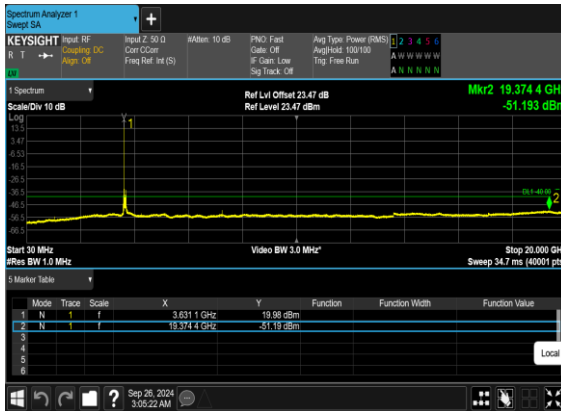 Spectrum Analyzer 1
Swept SA
+
KEYSIGHT Input: RF Input Z: 50 Ω #Atten: 10 dB PNO: Fast Avg Type: Power (RMS) 1 2 3 4 5 6
R T Coupling: DC Corr CCorr Gate: Off Avg|Hold: 100/100 A W W W W W
Align: Off Freq Ref: Int (S) IF Gain: Low Trig: Free Run
Sig Track: Off A N N N N N
1 Spectrum
Scale/Div 10 dB
Ref Lvl Offset 23.47 dB
Ref Level 23.47 dBm
Mkr2 19.374 4 GH
-51.193 dBr
Log
13.5
3.47
-6.53
-16.5
-26.5
-36.5
-46.5
-56.5
-66.5
1
DL1 -40.00
2
Start 30 MHz Video BW 3.0 MHz* Stop 20.000 GH
#Res BW 1.0 MHz Sweep 34.7 ms (40001 pts
5 Marker Table
Mode Trace Scale X Y Function Function Width Function Value
1 N 1 f 3.631 1 GHz 19.98 dBm
2 N 1 f 19.374 4 GHz -51.19 dBm
3
4
5
6
Local
?
Sep 26, 2024
3:05:22 AM